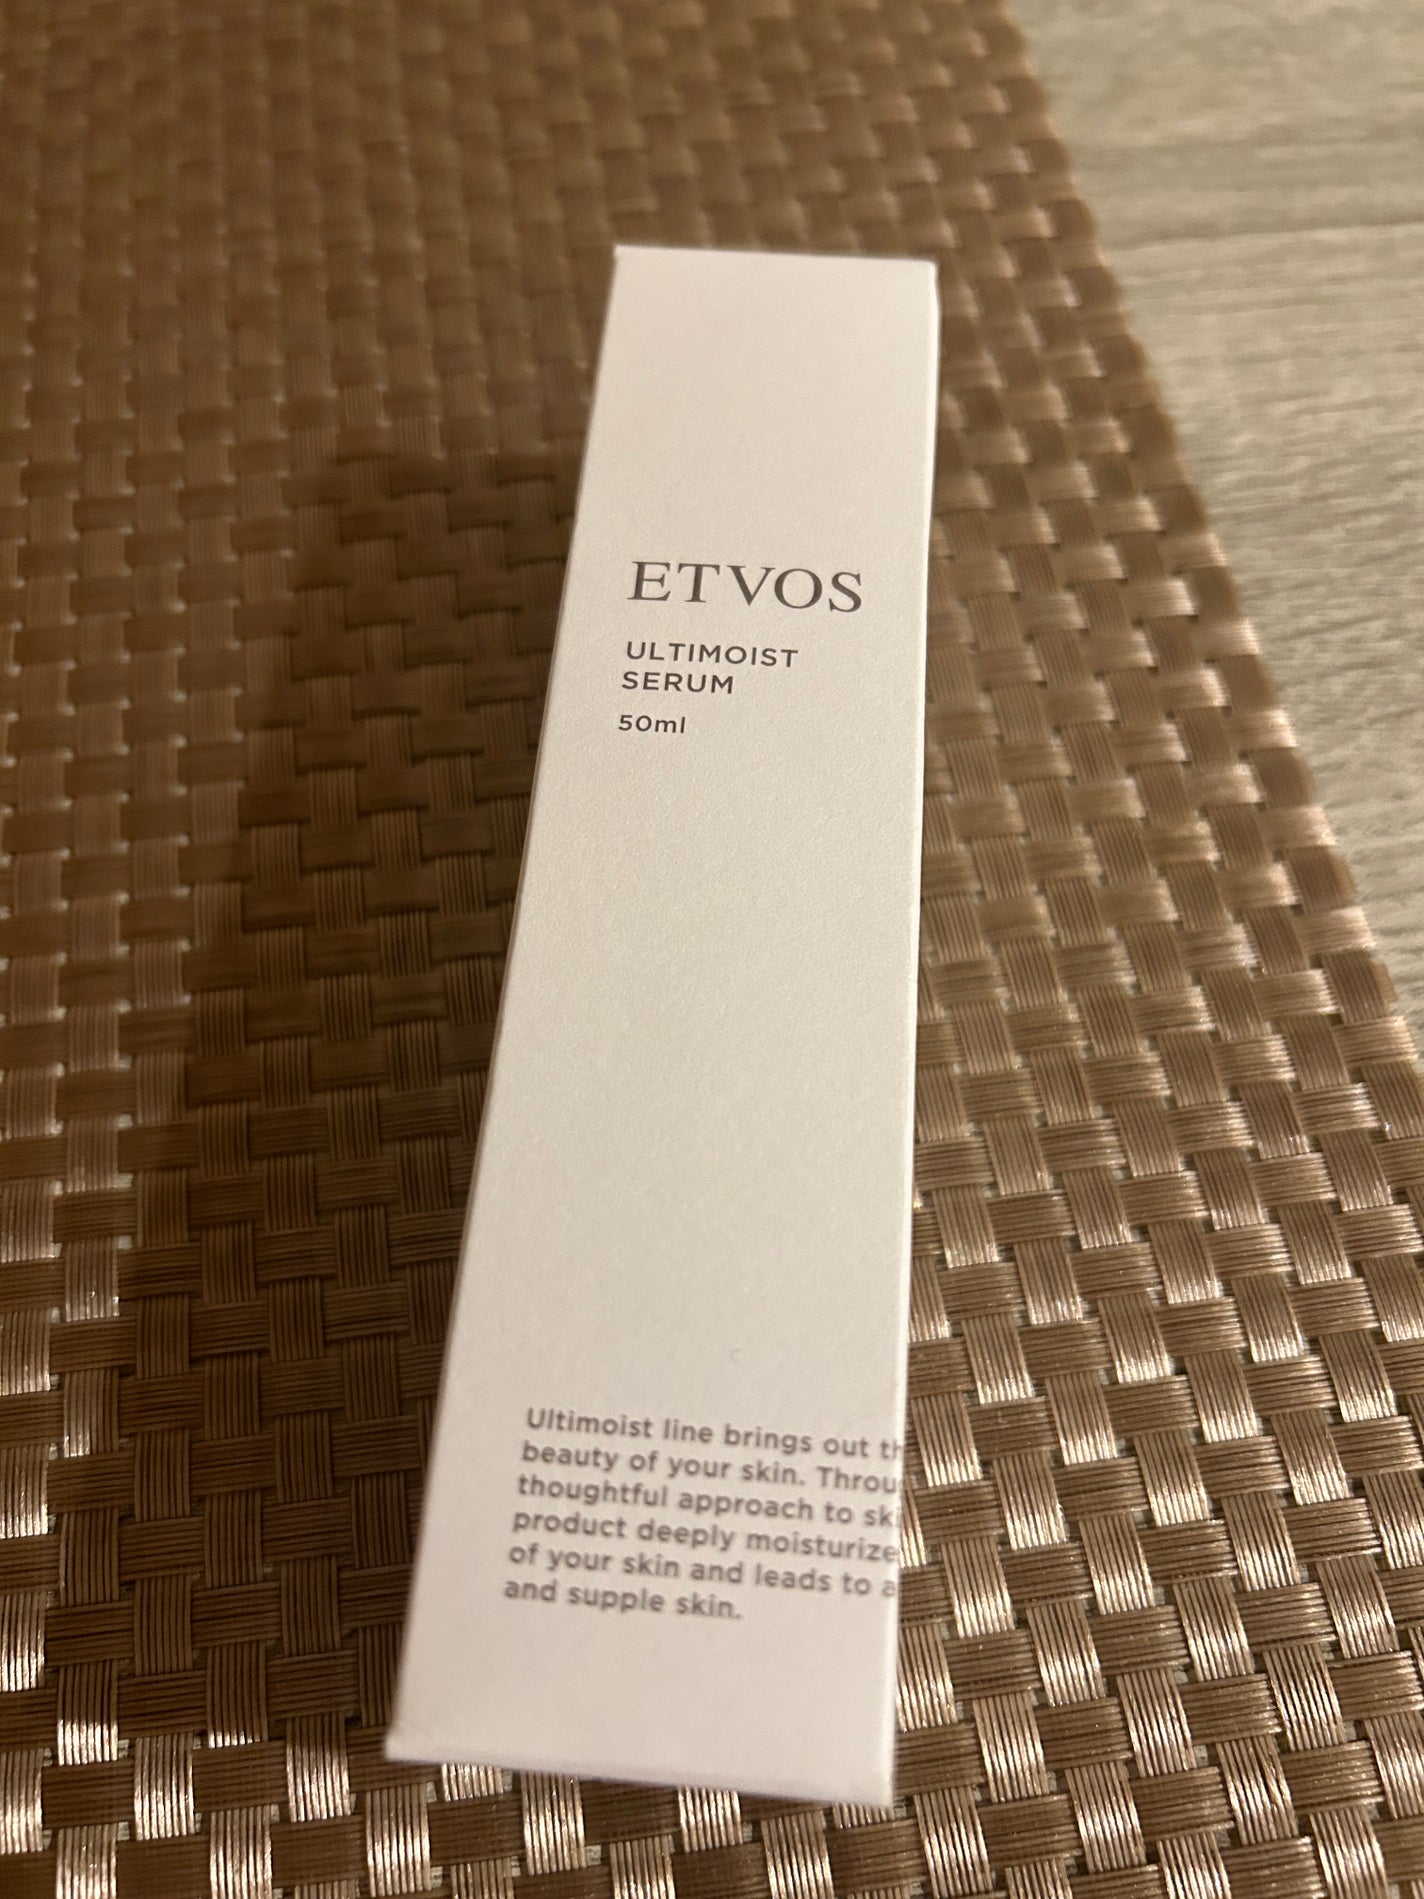 ETVOS
ULTIMOIST
SERUM
50ml
Ultimoist line brings out
beauty of your skin.
thoughtful approach to
product deeply moisturize
of your skin and leads to a
and supple skin.